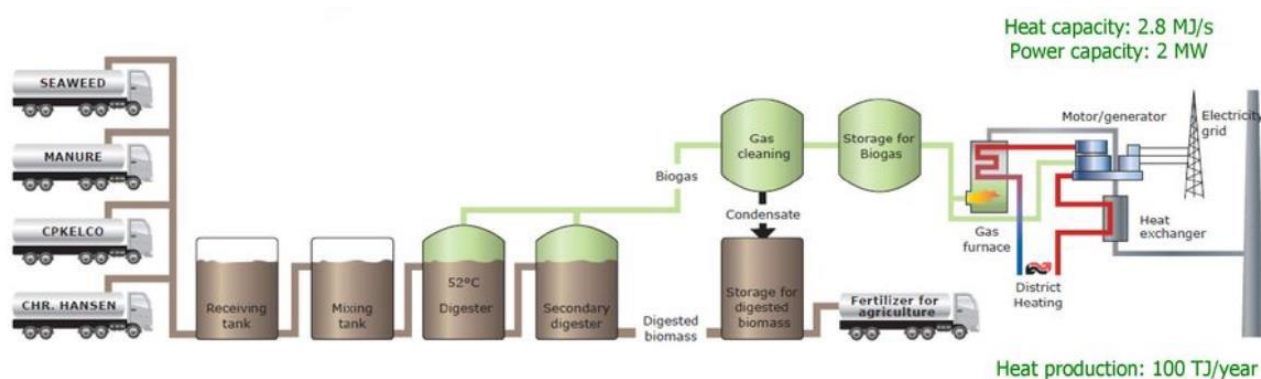 Heat capacity: 2.8 MJ/s
Power capacity: 2 MW
SEAWEED
MANURE
CPKELCO
CHR. HANSEN
Receiving
tank
Mixing
tank
52°C
Digester
Secondary
digester
Biogas
Digested
biomass
Gas
cleaning
Condensate
Storage for
digested
biomass
Storage for
Biogas
Fertilizer for
agriculture
Gas
furnace
Motor/generator
Electricity
grid
Heat
exchanger
District
Heating
Heat production: 100 TJ/year